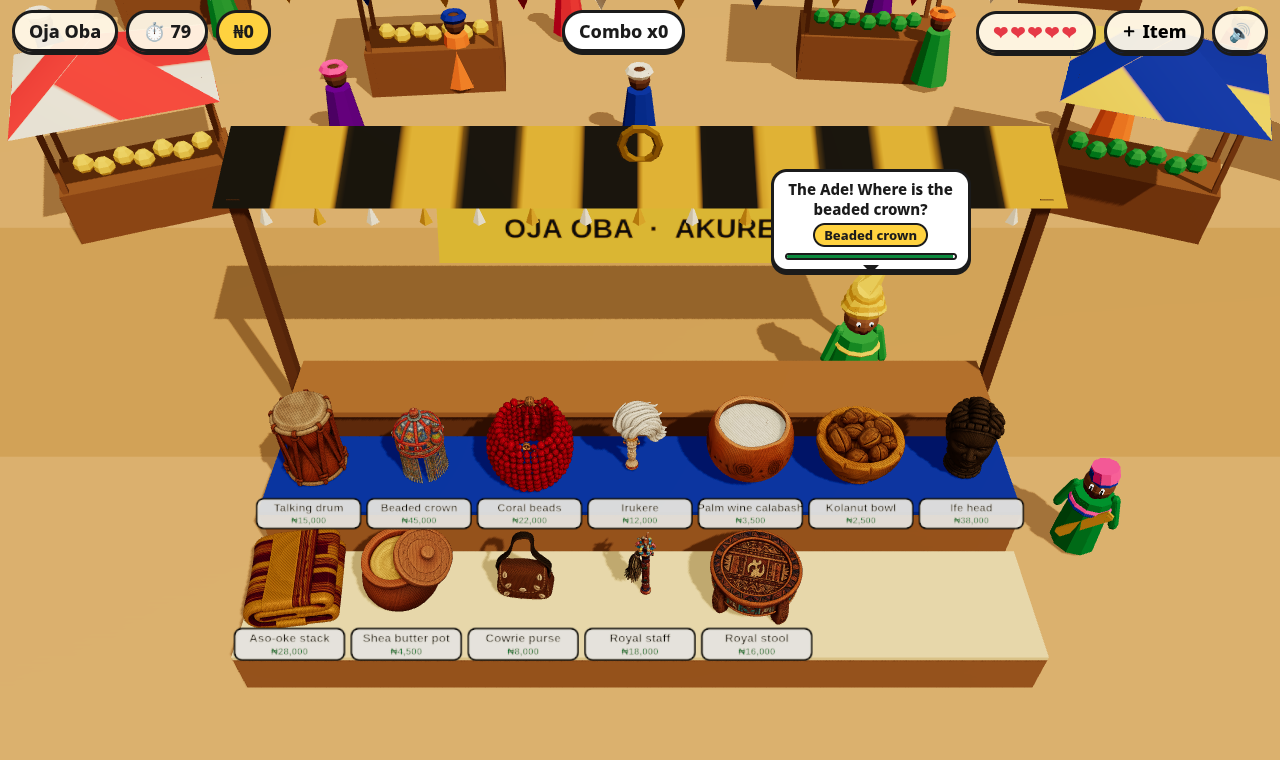 Oja Oba
79
₦0
Combo x0
+ Item
The Ade! Where is the
beaded crown?
Beaded crown
OJA OBA · AKURE
Talking drum
₦15,000
Beaded crown
₦45,000
Coral beads
₦22,000
Irukere
₦12,000
Palm wine calabash
₦3,500
Kolanut bowl
₦2,500
Ife head
₦38,000
Aso-oke stack
₦28,000
Shea butter pot
₦4,500
Cowrie purse
₦8,000
Royal staff
₦18,000
Royal stool
₦16,000